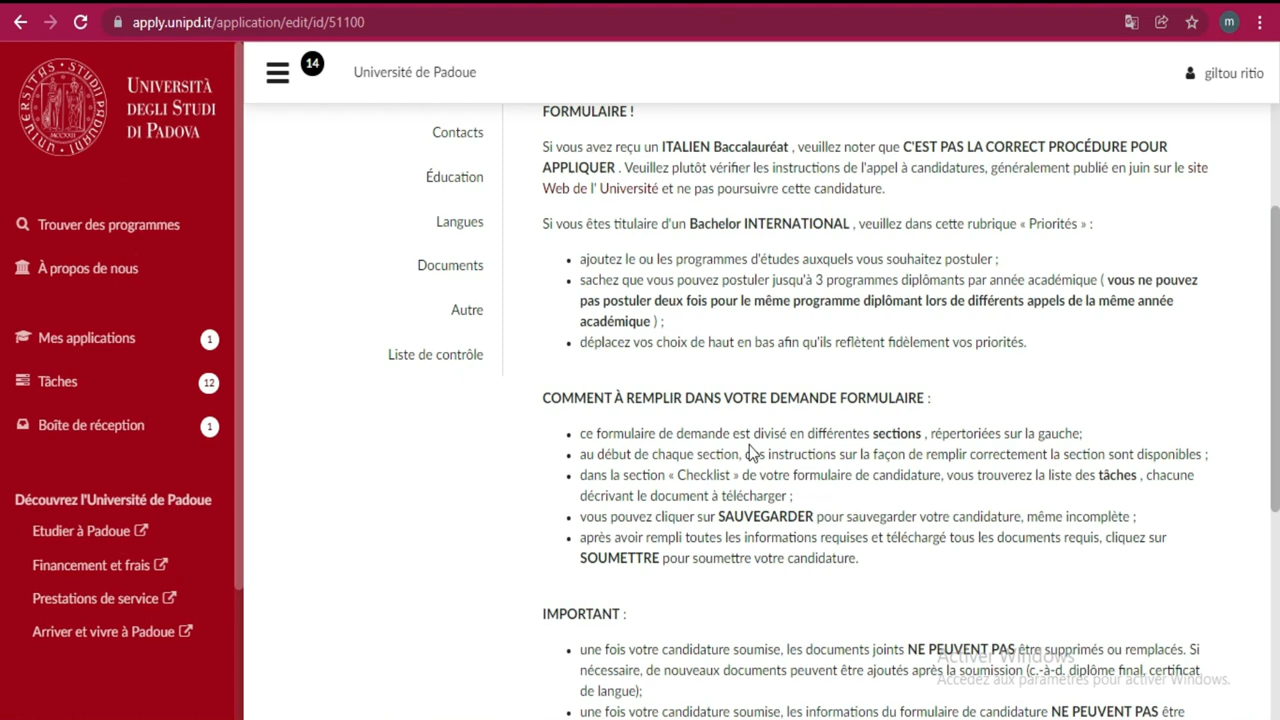 apply.unipd.it/application/edit/id/51100
m
UNIVERSITÀ
DEGLI STUDI
DI PADOVA
14
Université de Padoue
giltou ritio
Trouver des programmes
À propos de nous
Mes applications
1
Tâches
12
Boîte de réception
1
Découvrez l'Université de Padoue
Etudier à Padoue
Financement et frais
Prestations de service
Arriver et vivre à Padoue
Contacts
Éducation
Langues
Documents
Autre
Liste de contrôle
FORMULAIRE !
Si vous avez reçu un ITALIEN Baccalauréat , veuillez noter que C'EST PAS LA CORRECT PROCÉDURE POUR
APPLIQUER . Veuillez plutôt vérifier les instructions de l'appel à candidatures, généralement publié en juin sur le site
Web de l' Université et ne pas poursuivre cette candidature.
Si vous êtes titulaire d'un Bachelor INTERNATIONAL , veuillez dans cette rubrique « Priorités » :
• ajoutez le ou les programmes d'études auxquels vous souhaitez postuler ;
• sachez que vous pouvez postuler jusqu'à 3 programmes diplômants par année académique ( vous ne pouvez
pas postuler deux fois pour le même programme diplômant lors de différents appels de la même année
académique ) ;
• déplacez vos choix de haut en bas afin qu'ils reflètent fidèlement vos priorités.
COMMENT À REMPLIR DANS VOTRE DEMANDE FORMULAIRE :
• ce formulaire de demande est divisé en différentes sections , répertoriées sur la gauche;
• au début de chaque section, des instructions sur la façon de remplir correctement la section sont disponibles ;
• dans la section « Checklist » de votre formulaire de candidature, vous trouverez la liste des tâches , chacune
décrivant le document à télécharger ;
• vous pouvez cliquer sur SAUVEGARDER pour sauvegarder votre candidature, même incomplète ;
• après avoir rempli toutes les informations requises et téléchargé tous les documents requis, cliquez sur
SOUMETTRE pour soumettre votre candidature.
IMPORTANT :
• une fois votre candidature soumise, les documents joints NE PEUVENT PAS être supprimés ou remplacés. Si
nécessaire, de nouveaux documents peuvent être ajoutés après la soumission (c.-à-d. diplôme final, certificat
de langue);
• une fois votre candidature soumise, les informations du formulaire de candidature NE PEUVENT PAS être
Activer Windows
Accédez aux paramètres pour activer Windows.